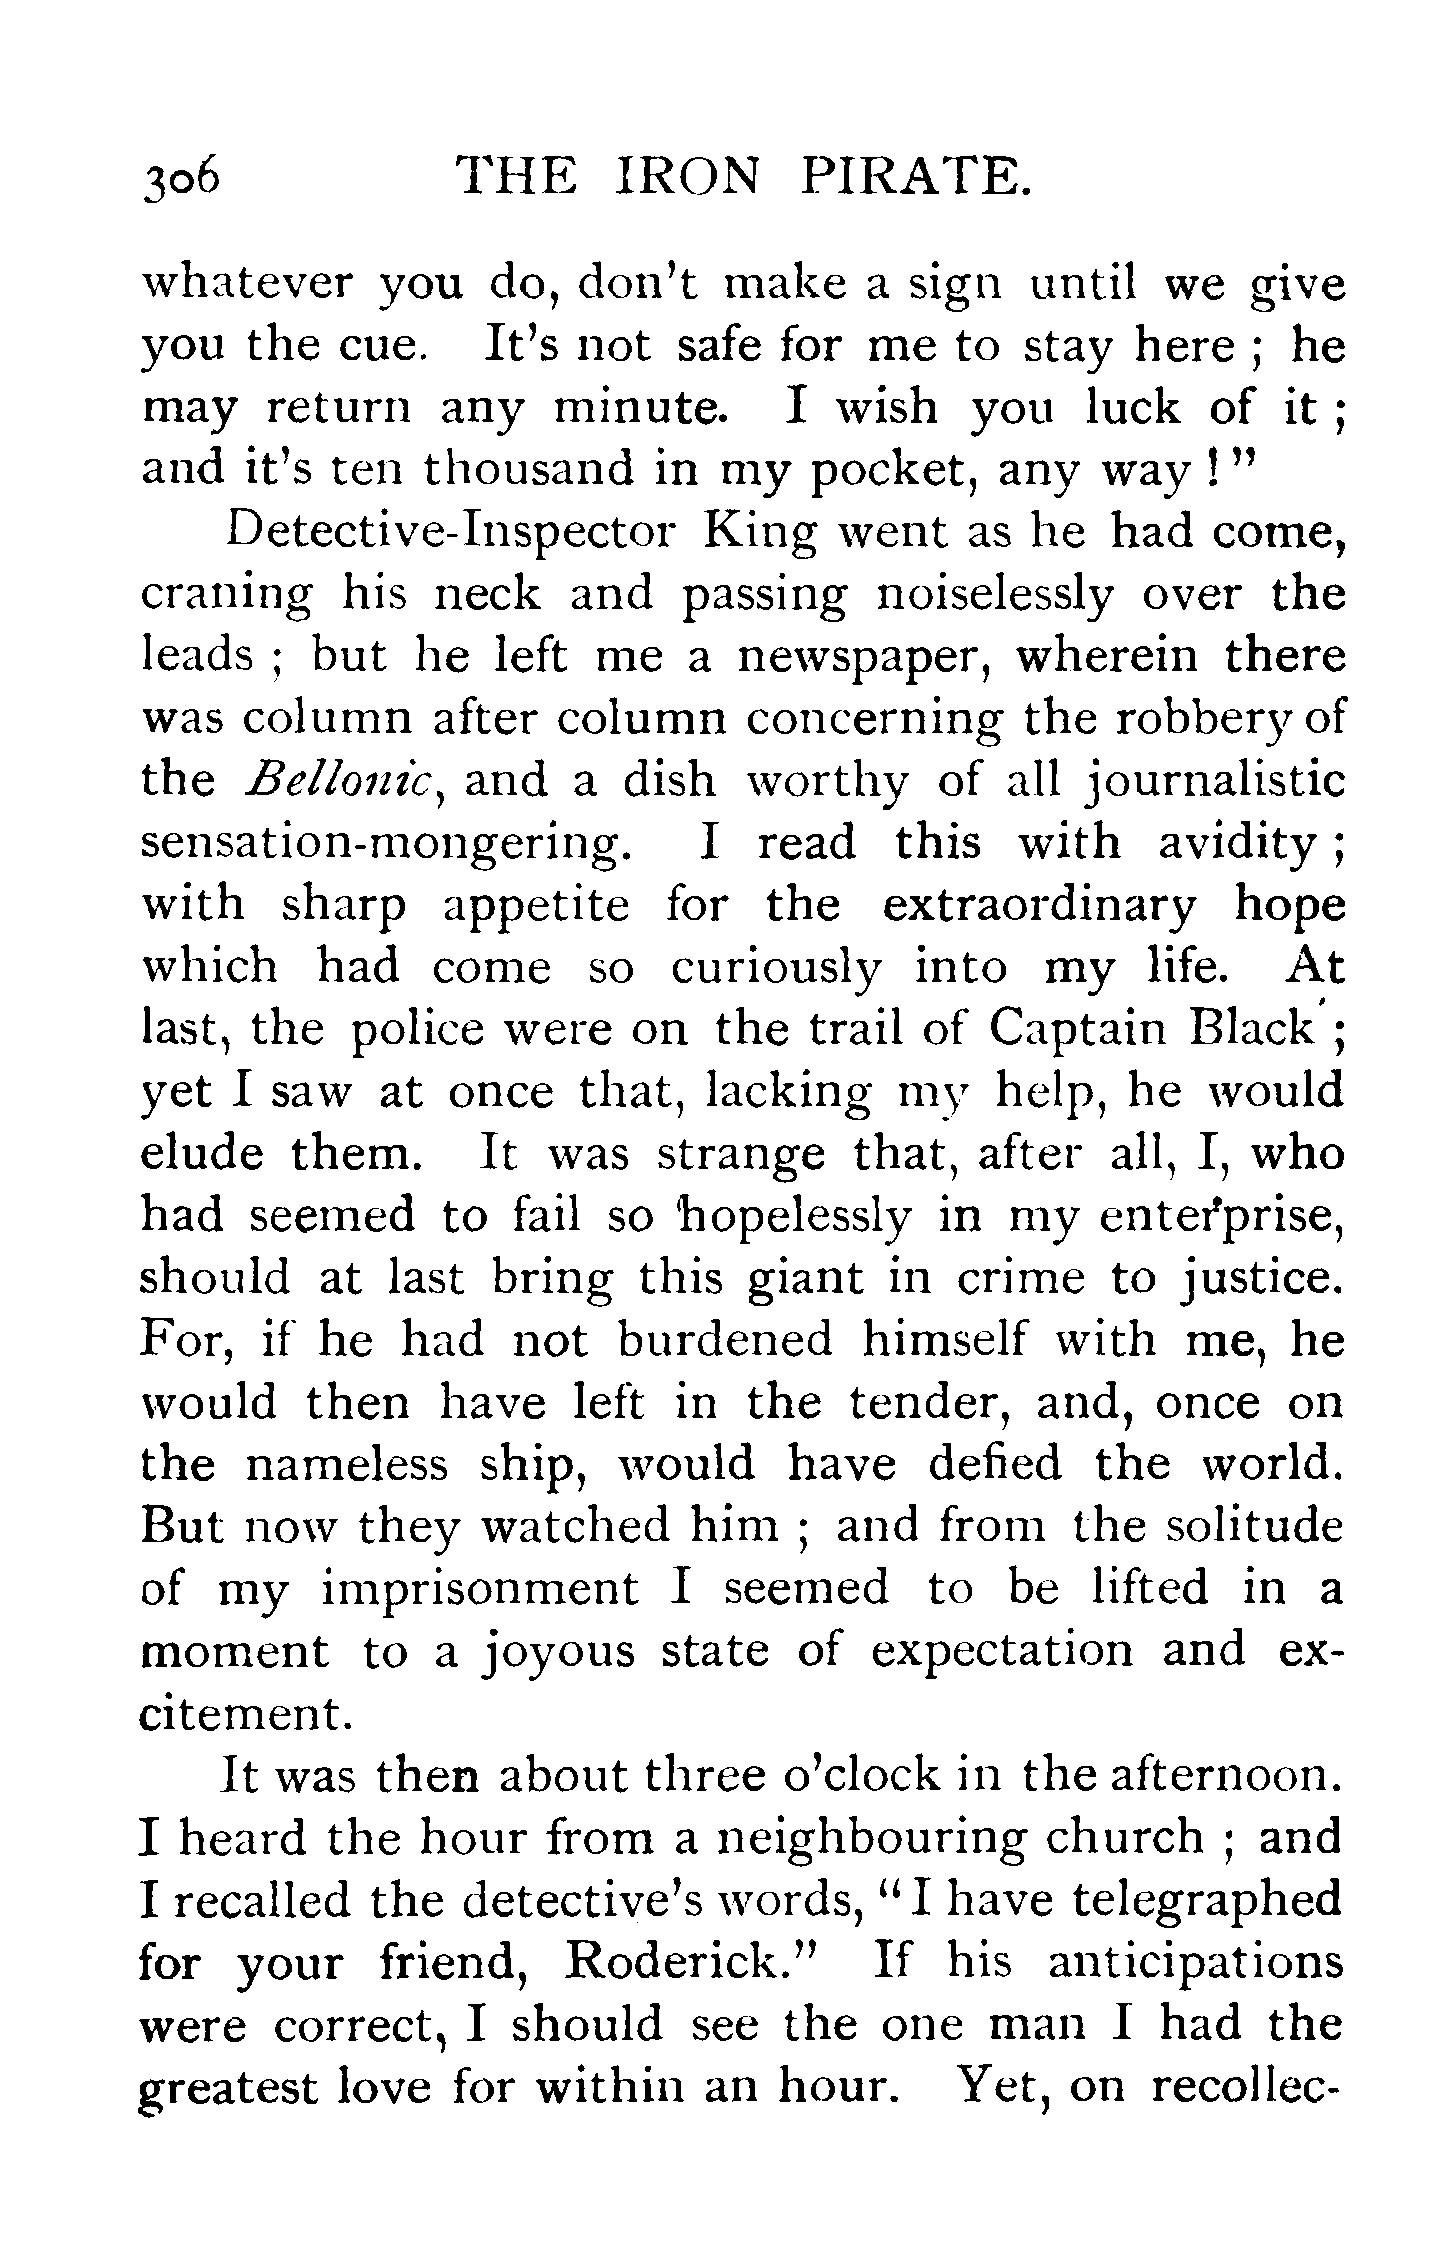 306 THE IRON PIRATE.
whatever you do, don't make a sign until we give
you the cue. It's not safe for me to stay here ; he
may return any minute. I wish you luck of it ;
and it's ten thousand in my pocket, any way ! "
Detective-Inspector King went as he had come,
craning his neck and passing noiselessly over the
leads ; but he left me a newspaper, wherein there
was column after column concerning the robbery of
the Bellonic, and a dish worthy of all journalistic
sensation-mongering. I read this with avidity ;
with sharp appetite for the extraordinary hope
which had come so curiously into my life. At
last, the police were on the trail of Captain Black ;
yet I saw at once that, lacking my help, he would
elude them. It was strange that, after all, I, who
had seemed to fail so hopelessly in my enterprise,
should at last bring this giant in crime to justice.
For, if he had not burdened himself with me, he
would then have left in the tender, and, once on
the nameless ship, would have defied the world.
But now they watched him ; and from the solitude
of my imprisonment I seemed to be lifted in a
moment to a joyous state of expectation and ex-
citement.
It was then about three o'clock in the afternoon.
I heard the hour from a neighbouring church ; and
I recalled the detective's words, " I have telegraphed
for your friend, Roderick." If his anticipations
were correct, I should see the one man I had the
greatest love for within an hour. Yet, on recollec-